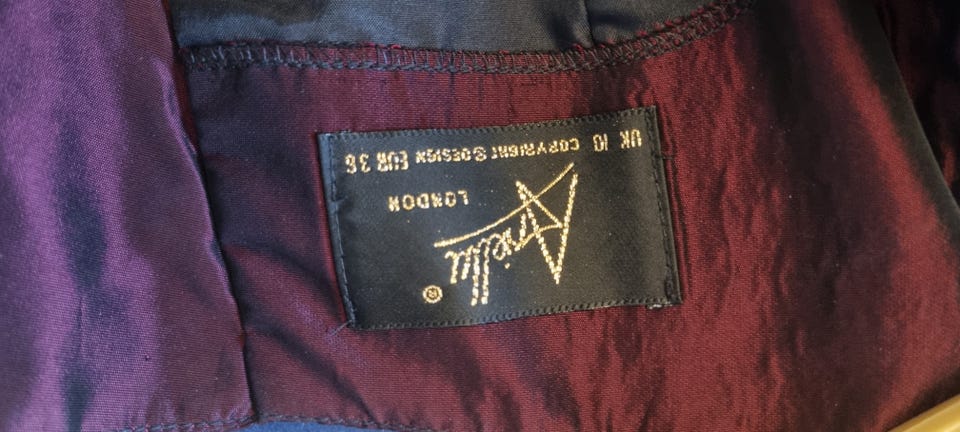 Ariella ®
LONDON
UK 10 COPYRIGHT © DESIGN EUR 38